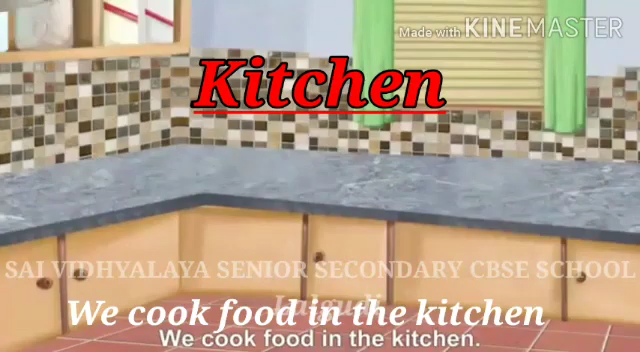 Made with KINEMASTER
Kitchen
SAI VIDHYALAYA SENIOR SECONDARY CBSE SCHOOL
We cook food in the kitchen
We cook food in the kitchen.